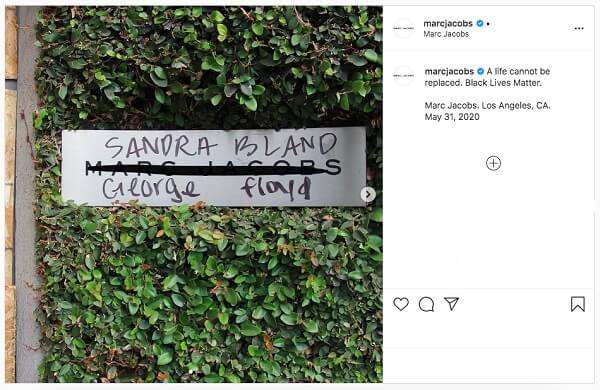 SANDRA BLAND
MARC JACOBS
George floyd
marcjacobs •
Marc Jacobs
marcjacobs A life cannot be
replaced. Black Lives Matter.
Marc Jacobs. Los Angeles, CA.
May 31, 2020